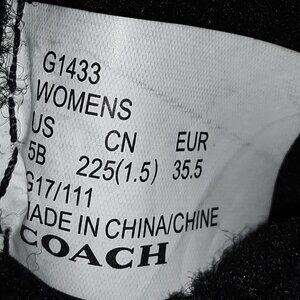 G1433
WOMENS
US CN EUR
5B 225(1.5) 35.5
G17/111
MADE IN CHINA/CHINE
COACH